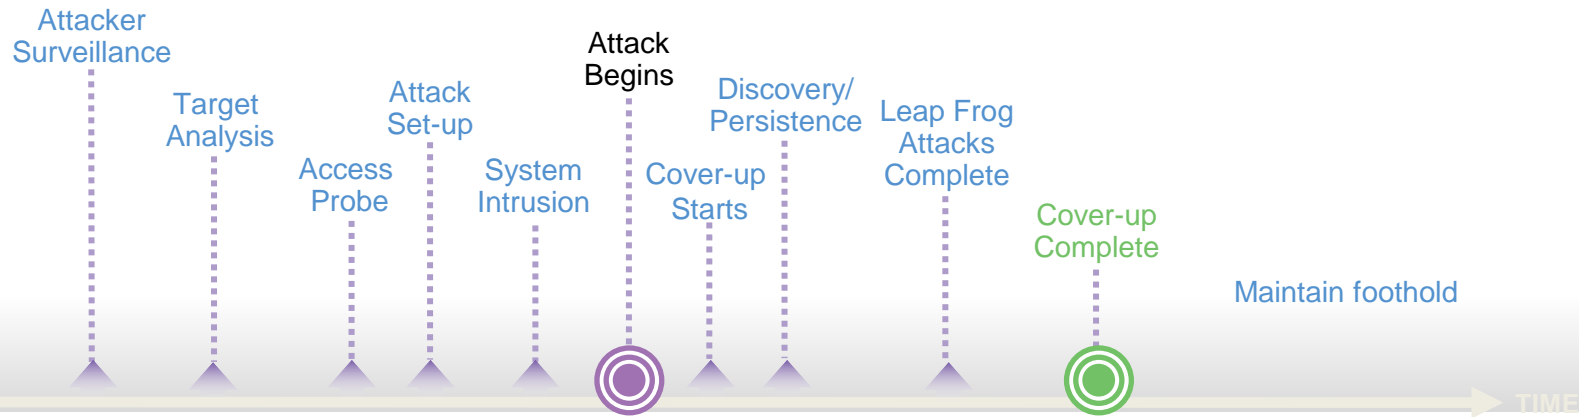 Attacker
Surveillance
Target
Analysis
Access
Probe
Attack
Set-up
System
Intrusion
Attack
Begins
Cover-up
Starts
Discovery/
Persistence
Leap Frog
Attacks
Complete
Cover-up
Complete
Maintain foothold
TIME